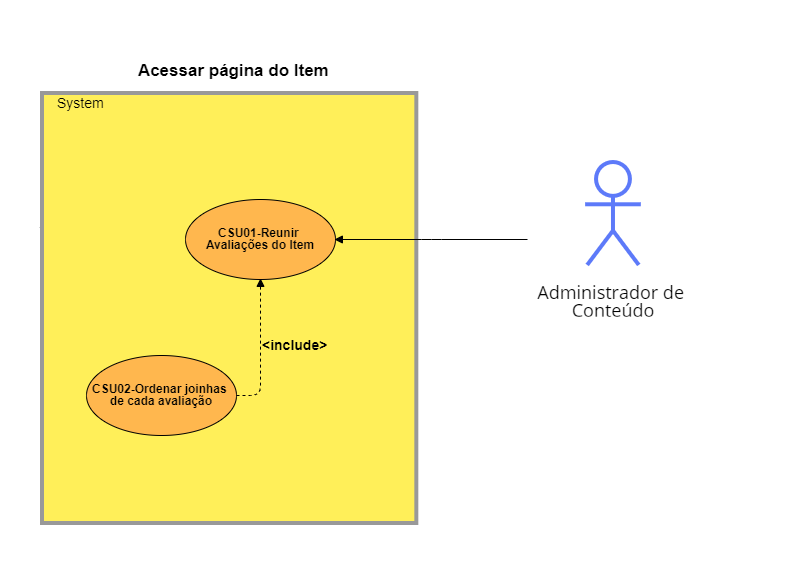 Acessar página do Item
System
CSU01-Reunir
Avaliações do Item
Administrador de
Conteúdo
<include>
CSU02-Ordenar joinhas
de cada avaliação